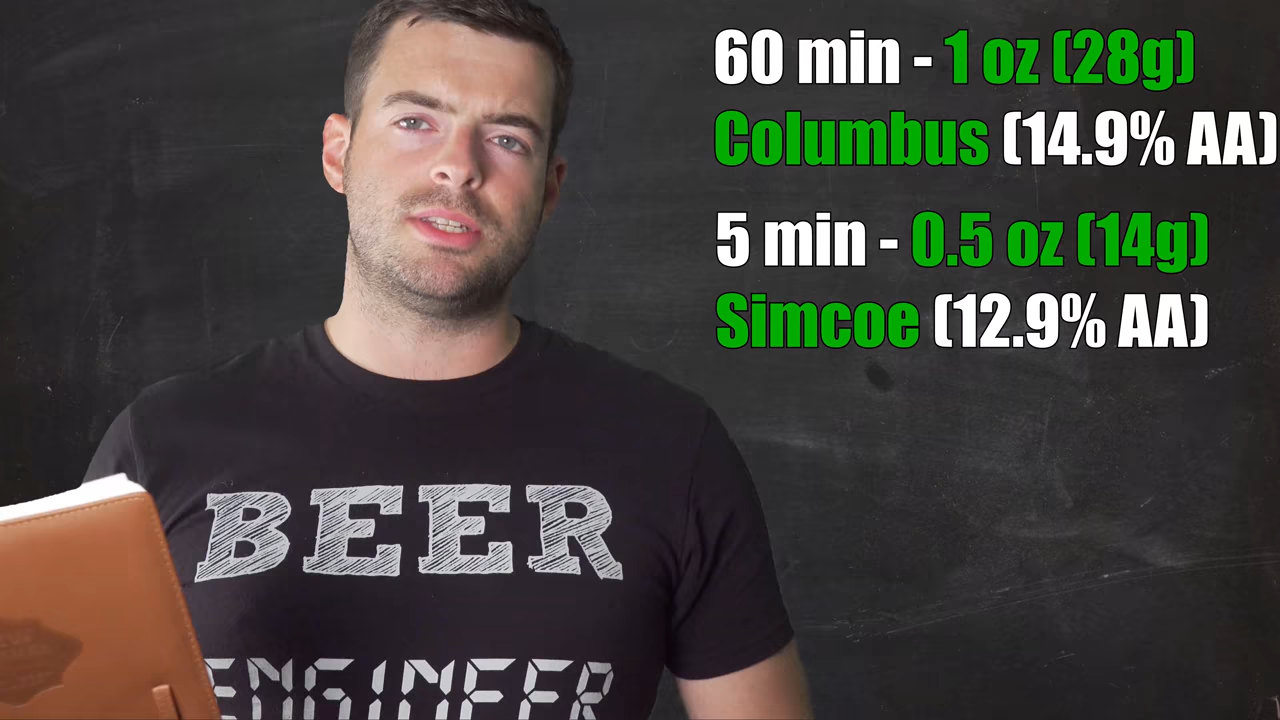 60 min - 1 oz (28g)
Columbus (14.9% AA)
5 min - 0.5 oz (14g)
Simcoe (12.9% AA)
BEER
ENGINEER